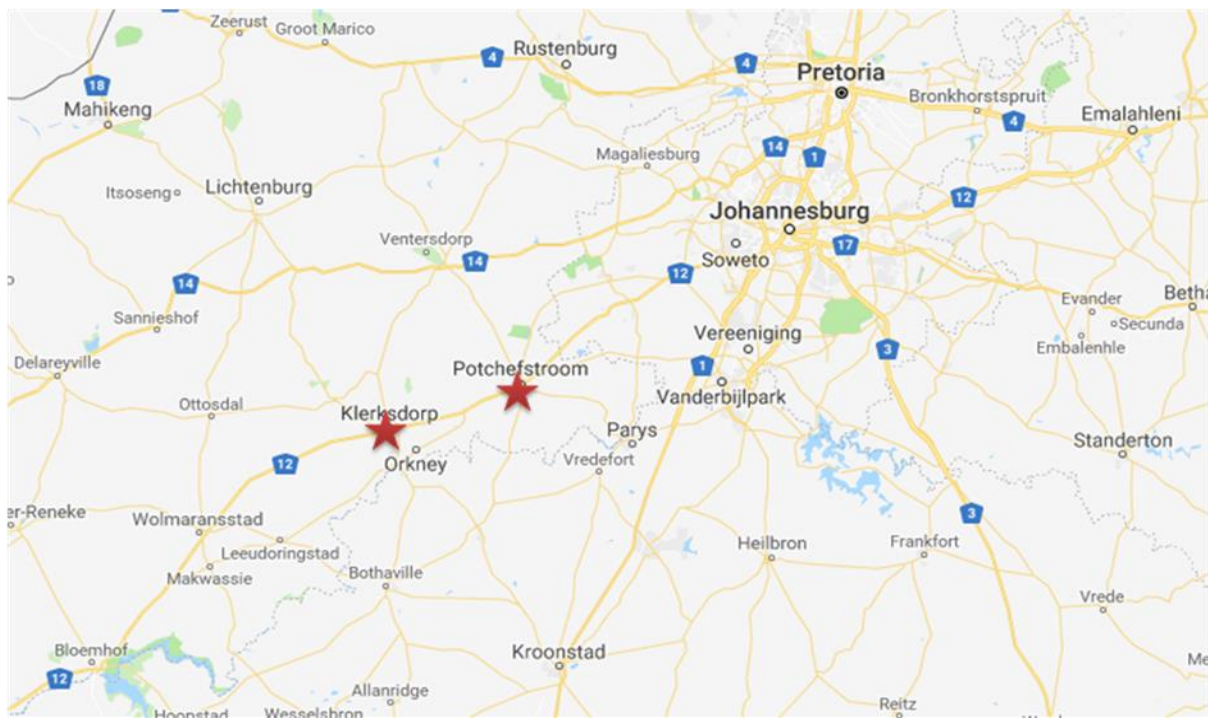 Zeerust
Groot Marico
4
Rustenburg
4
Pretoria
18
Mahikeng
Bronkhorstspruit
4
Emalahleni
14
1
Magaliesburg
Itsoseng
Lichtenburg
12
Johannesburg
Ventersdorp
17
14
Soweto
12
14
Evander
Betha
Sannieshof
Vereeniging
Secunda
Embalenhle
3
Delareyville
Potchefstroom
1
Vanderbijlpark
Ottosdal
Klerksdorp
Parys
Standerton
12
Orkney
Vredefort
er-Reneke
Wolmaransstad
3
Leeudoringstad
Heilbron
Frankfort
Makwassie
Bothaville
Vrede
Bloemhof
Kroonstad
12
Allanridge
Me
Hoopstad
Wesselsbron
Reitz